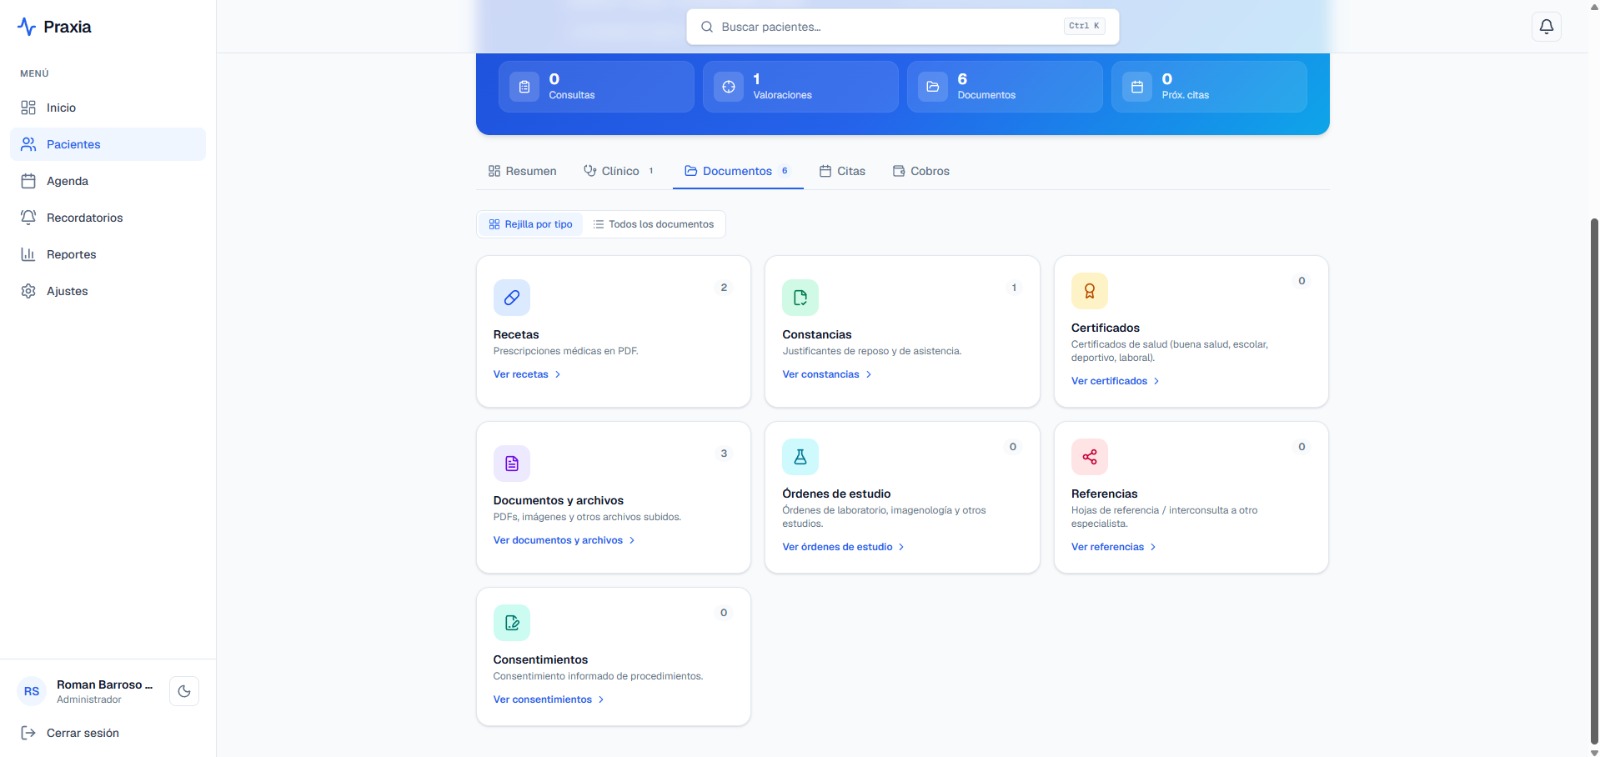 Praxia
Buscar pacientes...
Ctrl K
MENÚ
Inicio
Pacientes
Agenda
Recordatorios
Reportes
Ajustes
0
Consultas
1
Valoraciones
6
Documentos
0
Próx. citas
Resumen
Clínico 1
Documentos 6
Citas
Cobros
Rejilla por tipo
Todos los documentos
2
Recetas
Prescripciones médicas en PDF.
Ver recetas
1
Constancias
Justificantes de reposo y de asistencia.
Ver constancias
0
Certificados
Certificados de salud (buena salud, escolar,
deportivo, laboral).
Ver certificados
3
Documentos y archivos
PDFs, imágenes y otros archivos subidos.
Ver documentos y archivos
0
Órdenes de estudio
Órdenes de laboratorio, imagenología y otros
estudios.
Ver órdenes de estudio
0
Referencias
Hojas de referencia / interconsulta a otro
especialista.
Ver referencias
0
Consentimientos
Consentimiento informado de procedimientos.
Ver consentimientos
RS
Roman Barroso ...
Administrador
Cerrar sesión